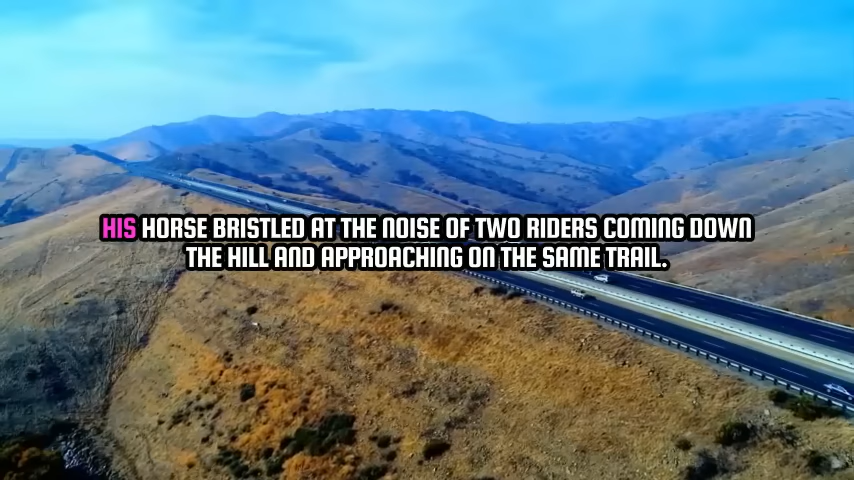 HIS HORSE BRISTLED AT THE NOISE OF TWO RIDERS COMING DOWN
THE HILL AND APPROACHING ON THE SAME TRAIL.